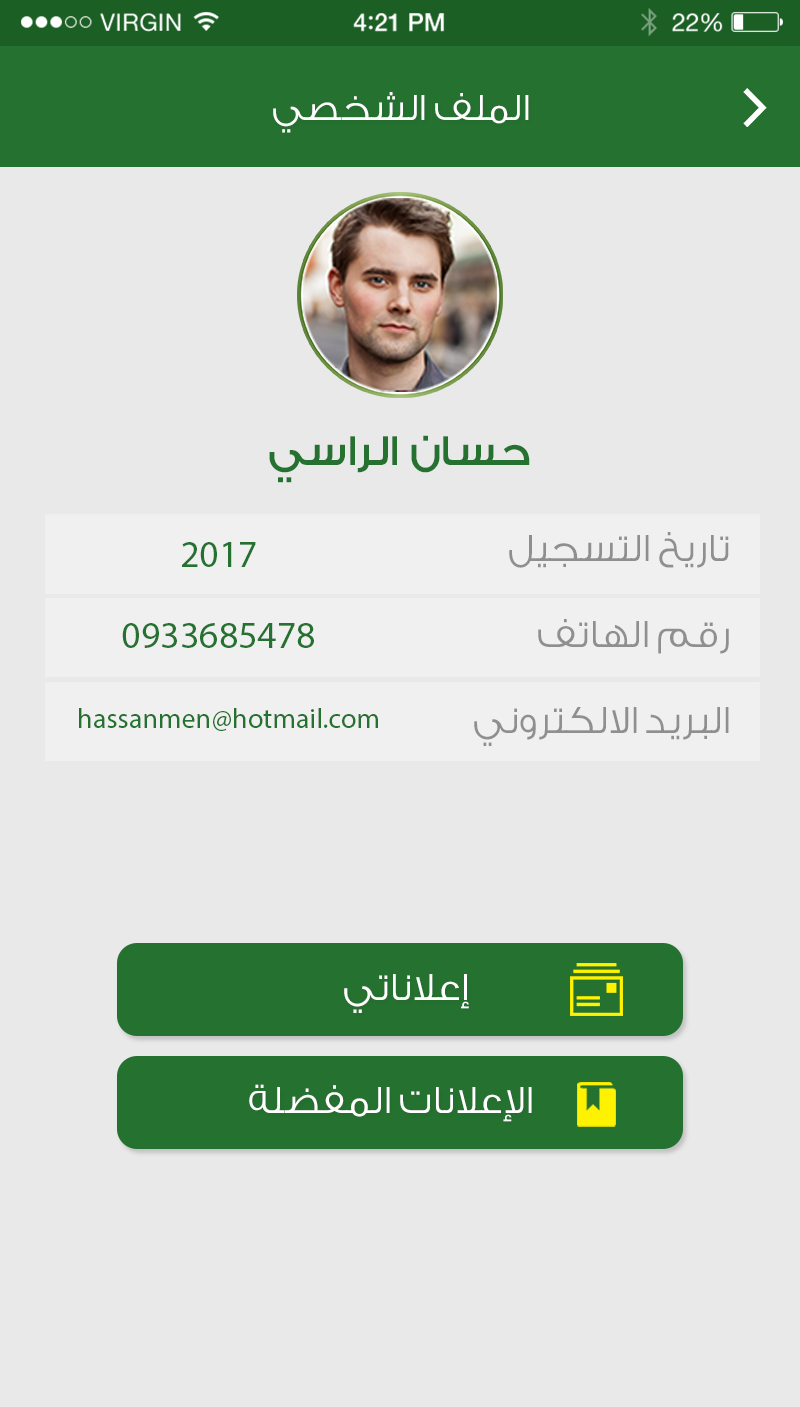 VIRGIN 4:21 PM 22%
الملف الشخصي
حسان الراسي
تاريخ التسجيل 2017
رقم الهاتف 0933685478
البريد الالكتروني hassanmen@hotmail.com
إعلاناتي
الإعلانات المفضلة